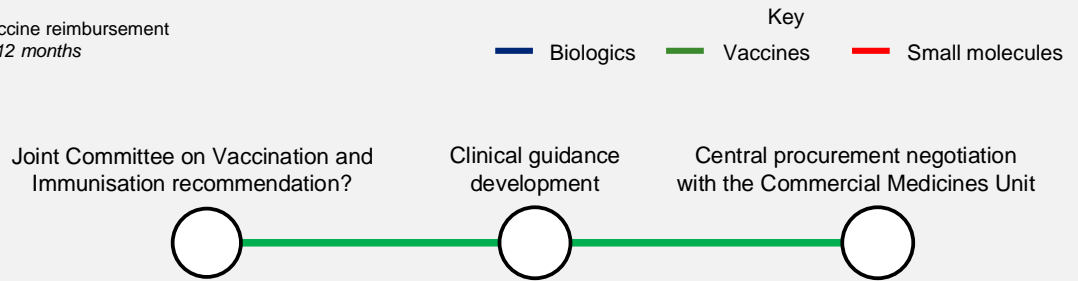 reimbursement
12 months
Key
Biologics
Vaccines
Small molecules
Joint Committee on Vaccination and
Immunisation recommendation?
Clinical guidance
development
Central procurement negotiation
with the Commercial Medicines Unit